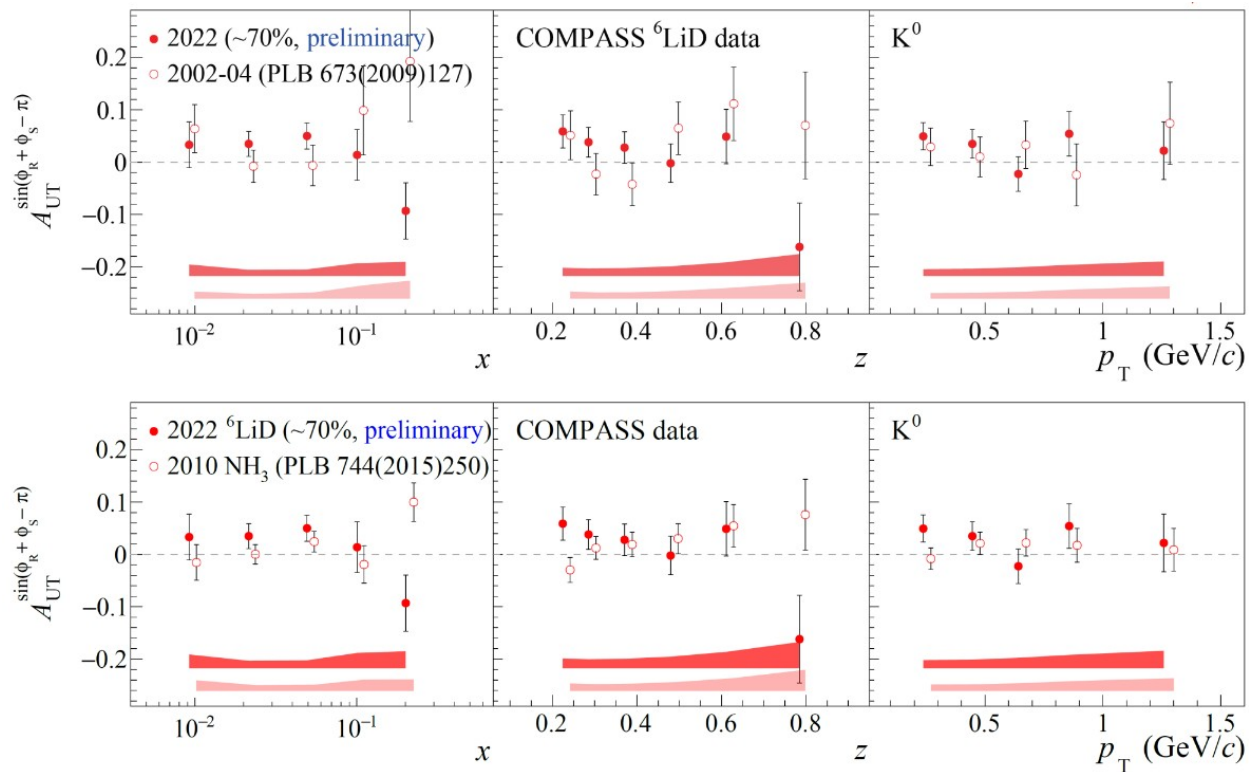 2022 (~70%, preliminary)
2002-04 (PLB 673(2009)127)
COMPASS ⁶LiD data
K⁰
A_UT^sin(φ_R + φ_S − π)
0.2
0.1
0
−0.1
−0.2
10⁻² 10⁻¹
x
0.2 0.4 0.6 0.8
z
0.5 1 1.5
p_T (GeV/c)
2022 ⁶LiD (~70%, preliminary)
2010 NH₃ (PLB 744(2015)250)
COMPASS data
K⁰
A_UT^sin(φ_R + φ_S − π)
0.2
0.1
0
−0.1
−0.2
10⁻² 10⁻¹
x
0.2 0.4 0.6 0.8
z
0.5 1 1.5
p_T (GeV/c)